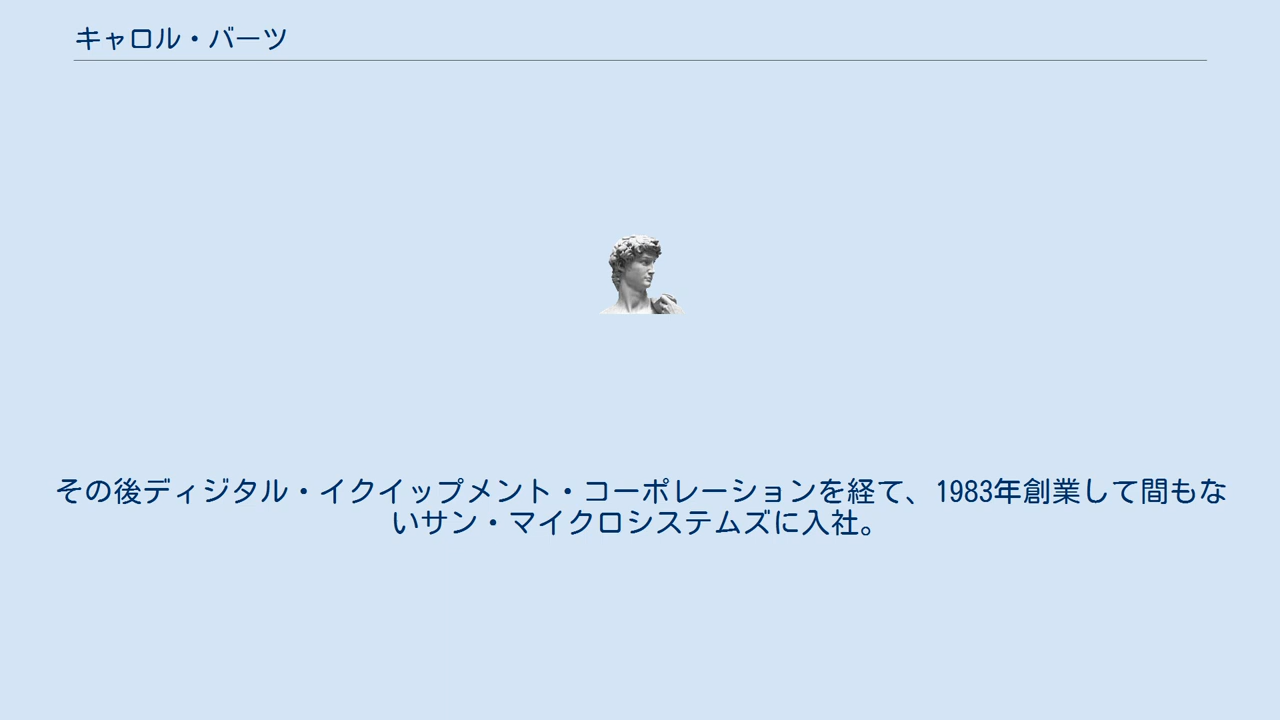 キャロル・バーツ
その後ディジタル・イクイップメント・コーポレーションを経て、1983年創業して間もな
いサン・マイクロシステムズに入社。